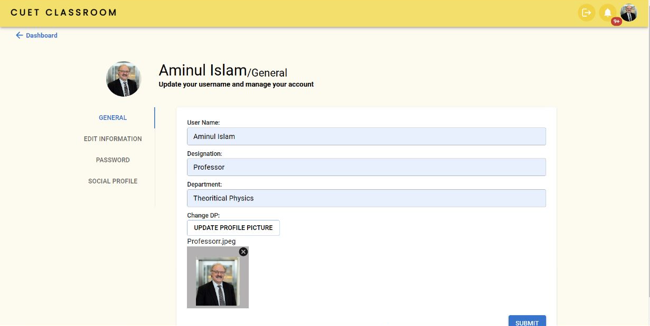 CUET CLASSROOM
9+
Dashboard
Aminul Islam/General
Update your username and manage your account
GENERAL
EDIT INFORMATION
PASSWORD
SOCIAL PROFILE
User Name:
Aminul Islam
Designation:
Professor
Department:
Theoritical Physics
Change DP:
UPDATE PROFILE PICTURE
Professorr.jpeg
SUBMIT